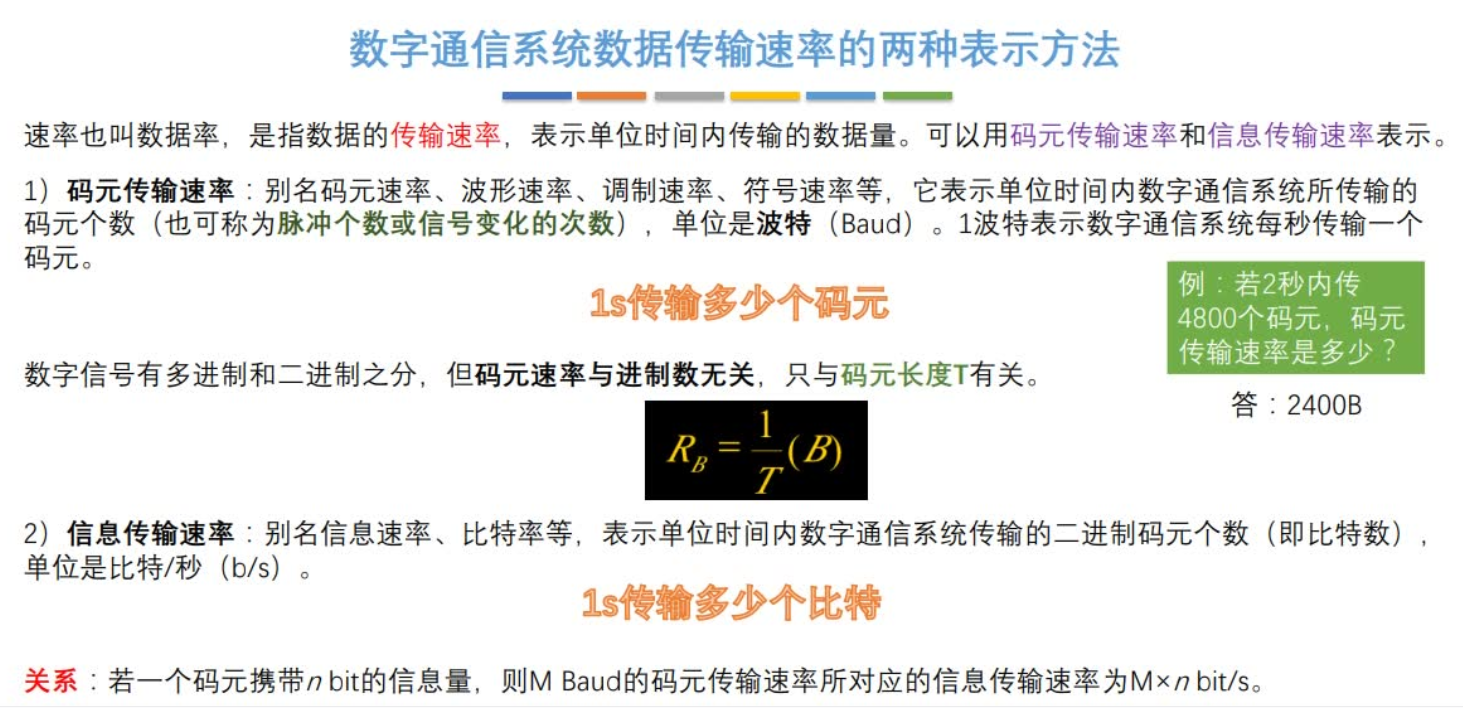 数字通信系统数据传输速率的两种表示方法
速率也叫数据率，是指数据的传输速率，表示单位时间内传输的数据量。可以用码元传输速率和信息传输速率表示。
1）码元传输速率：别名码元速率、波形速率、调制速率、符号速率等，它表示单位时间内数字通信系统所传输的
码元个数（也可称为脉冲个数或信号变化的次数），单位是波特（Baud）。1波特表示数字通信系统每秒传输一个
码元。
1s传输多少个码元
例：若2秒内传
4800个码元，码元
传输速率是多少？
数字信号有多进制和二进制之分，但码元速率与进制数无关，只与码元长度T有关。
答：2400B
R_B = 1/T (B)
2）信息传输速率：别名信息速率、比特率等，表示单位时间内数字通信系统传输的二进制码元个数（即比特数），
单位是比特/秒（b/s）。
1s传输多少个比特
关系：若一个码元携带n bit的信息量，则M Baud的码元传输速率所对应的信息传输速率为M×n bit/s。